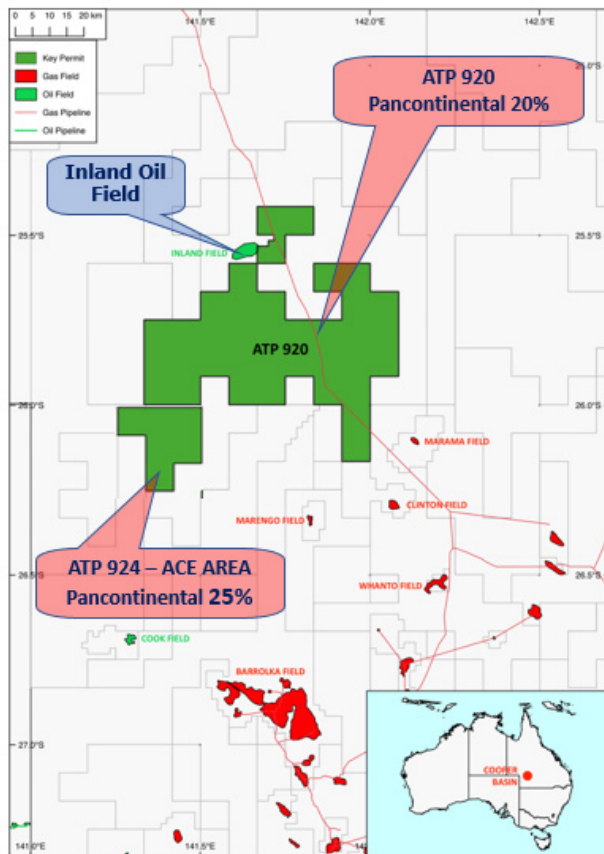 0 5 10 15 20 km
141.5°E
142.0°E
142.5°E
Key Permit
Gas Field
Oil Field
Gas Pipeline
Oil Pipeline
25.0°S
ATP 920
Pancontinental 20%
Inland Oil
Field
25.5°S
25.5°S
INLAND FIELD
ATP 920
26.0°S
26.0°S
MARAMA FIELD
CLINTON FIELD
MARENGO FIELD
ATP 924 – ACE AREA
Pancontinental 25%
26.5°S
26.5°S
WHANTO FIELD
COOK FIELD
BARROLKA FIELD
27.0°S
COOPER
BASIN
141.0°E
141.5°E